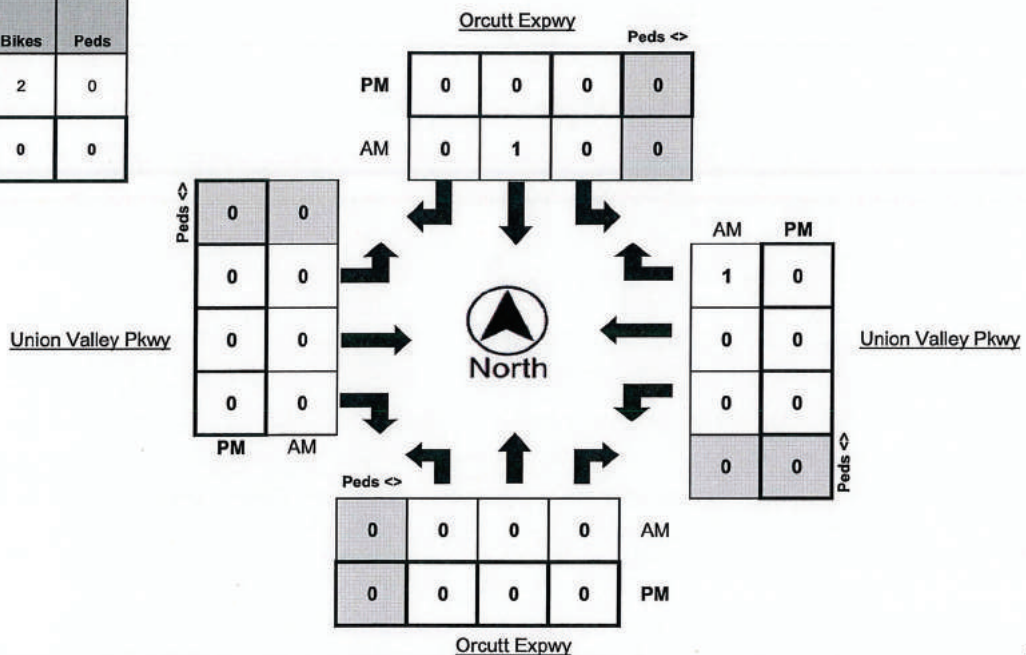 Bikes Peds
2 0
0 0
Orcutt Expwy
Peds <>
PM 0 0 0 0
AM 0 1 0 0
Peds <>
0 0
0 0
0 0
0 0
PM AM
Union Valley Pkwy
North
AM PM
1 0
0 0
0 0
0 0
Peds <>
Union Valley Pkwy
Peds <>
0 0 0 0 AM
0 0 0 0 PM
Orcutt Expwy